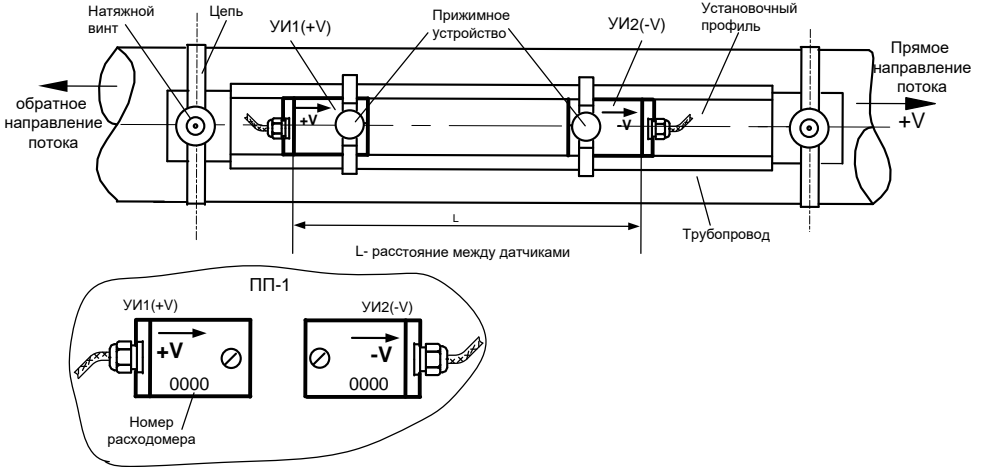 Натяжной
винт
Цепь
УИ1(+V)
Прижимное
устройство
УИ2(-V)
Установочный
профиль
Прямое
направление
потока
+V
обратное
направление
потока
+V
-V
L
Трубопровод
L- расстояние между датчиками
ПП-1
УИ1(+V)
УИ2(-V)
+V
-V
0000
0000
Номер
расходомера